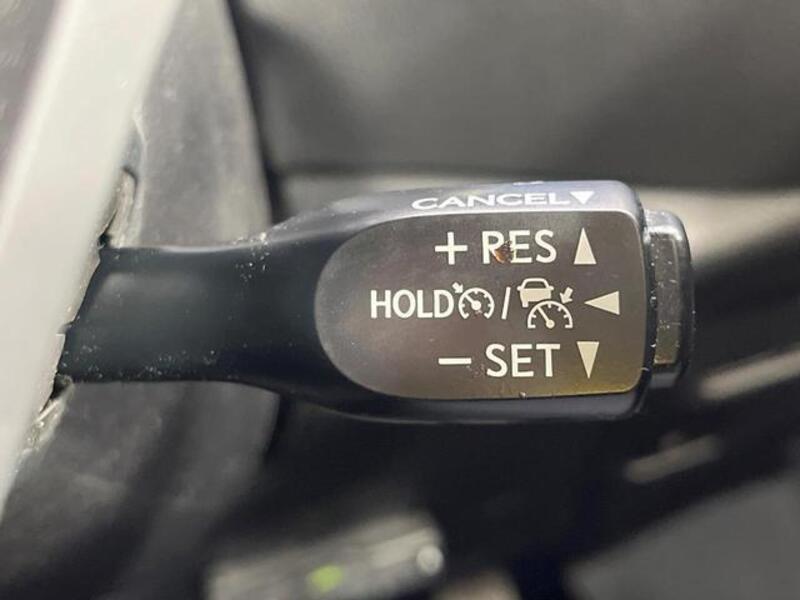 CANCEL▼
+ RES ▲
HOLD / ◀
− SET ▼